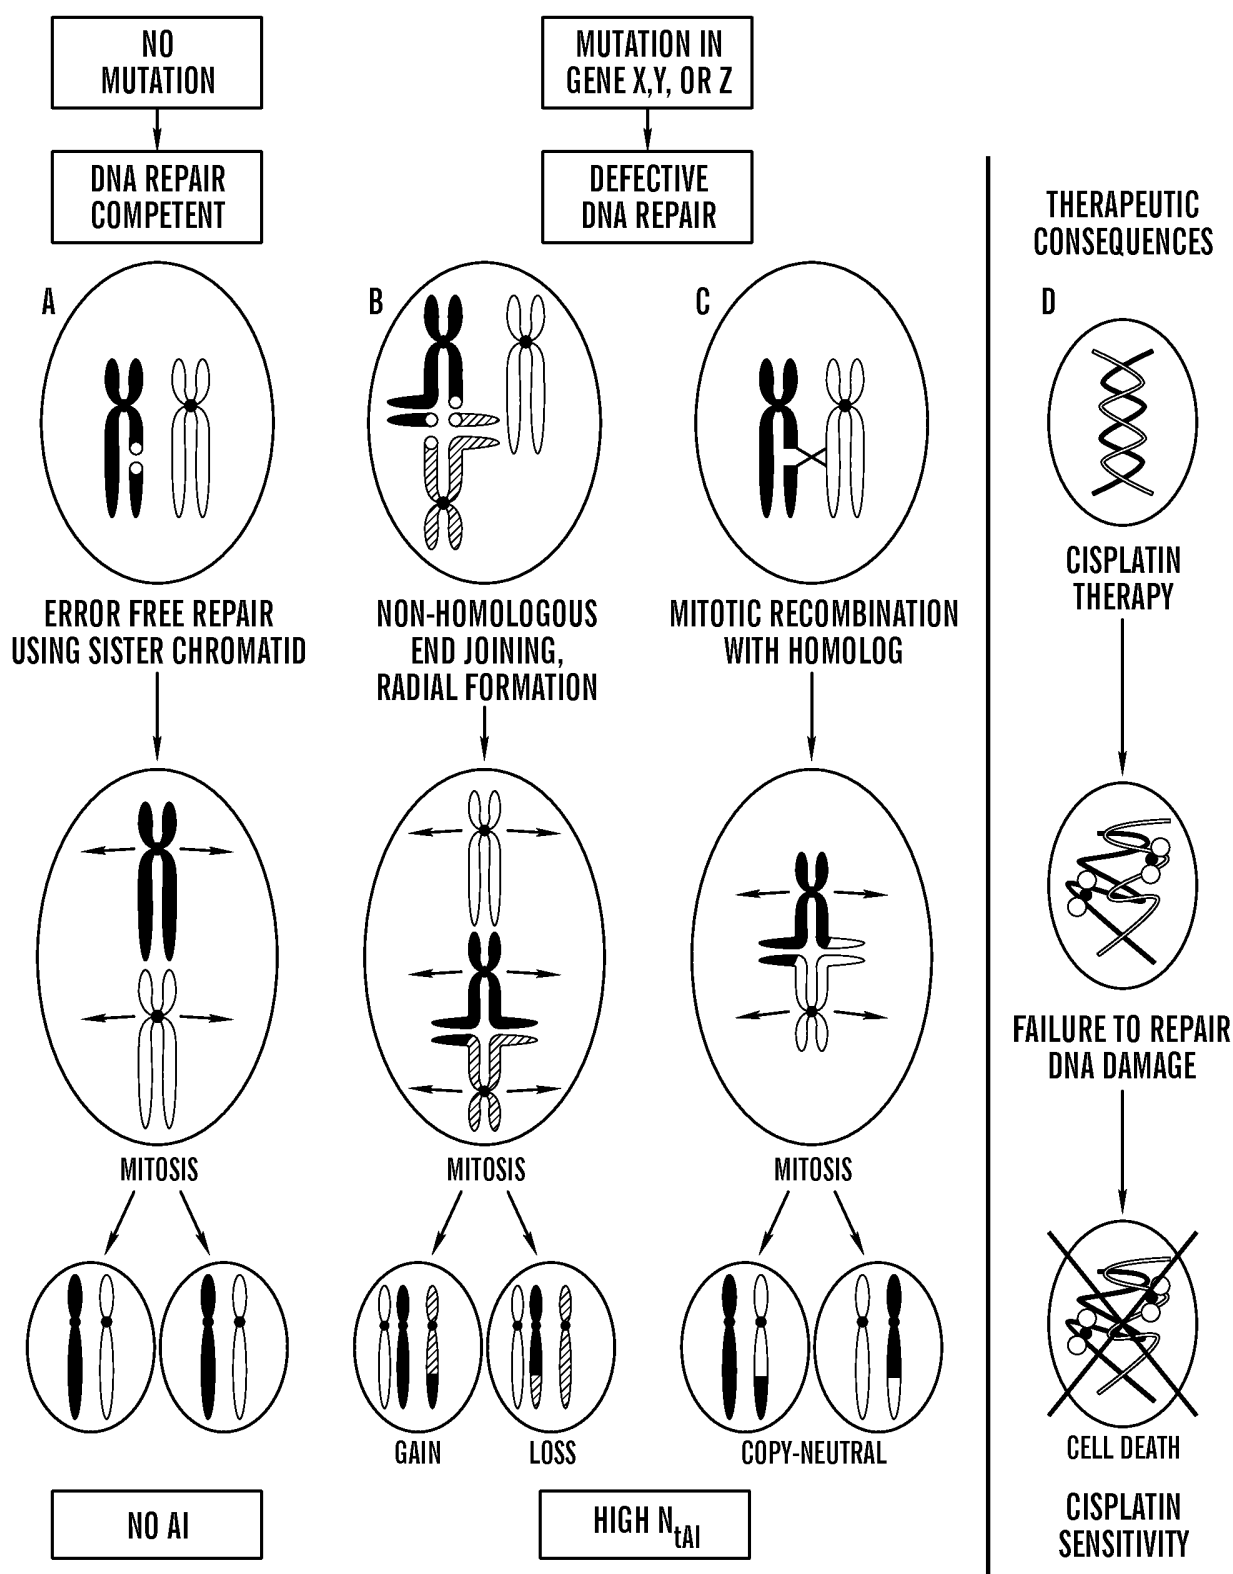 NO
MUTATION
MUTATION IN
GENE X,Y, OR Z
DNA REPAIR
COMPETENT
DEFECTIVE
DNA REPAIR
THERAPEUTIC
CONSEQUENCES
A
B
C
D
CISPLATIN
THERAPY
ERROR FREE REPAIR
USING SISTER CHROMATID
NON-HOMOLOGOUS
END JOINING,
RADIAL FORMATION
MITOTIC RECOMBINATION
WITH HOMOLOG
FAILURE TO REPAIR
DNA DAMAGE
MITOSIS
MITOSIS
MITOSIS
GAIN
LOSS
COPY-NEUTRAL
CELL DEATH
NO AI
HIGH NtAI
CISPLATIN
SENSITIVITY